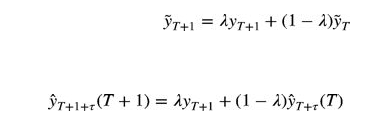 ỹ_{T+1} = λy_{T+1} + (1 − λ)ỹ_T
ŷ_{T+1+τ}(T + 1) = λy_{T+1} + (1 − λ)ŷ_{T+τ}(T)